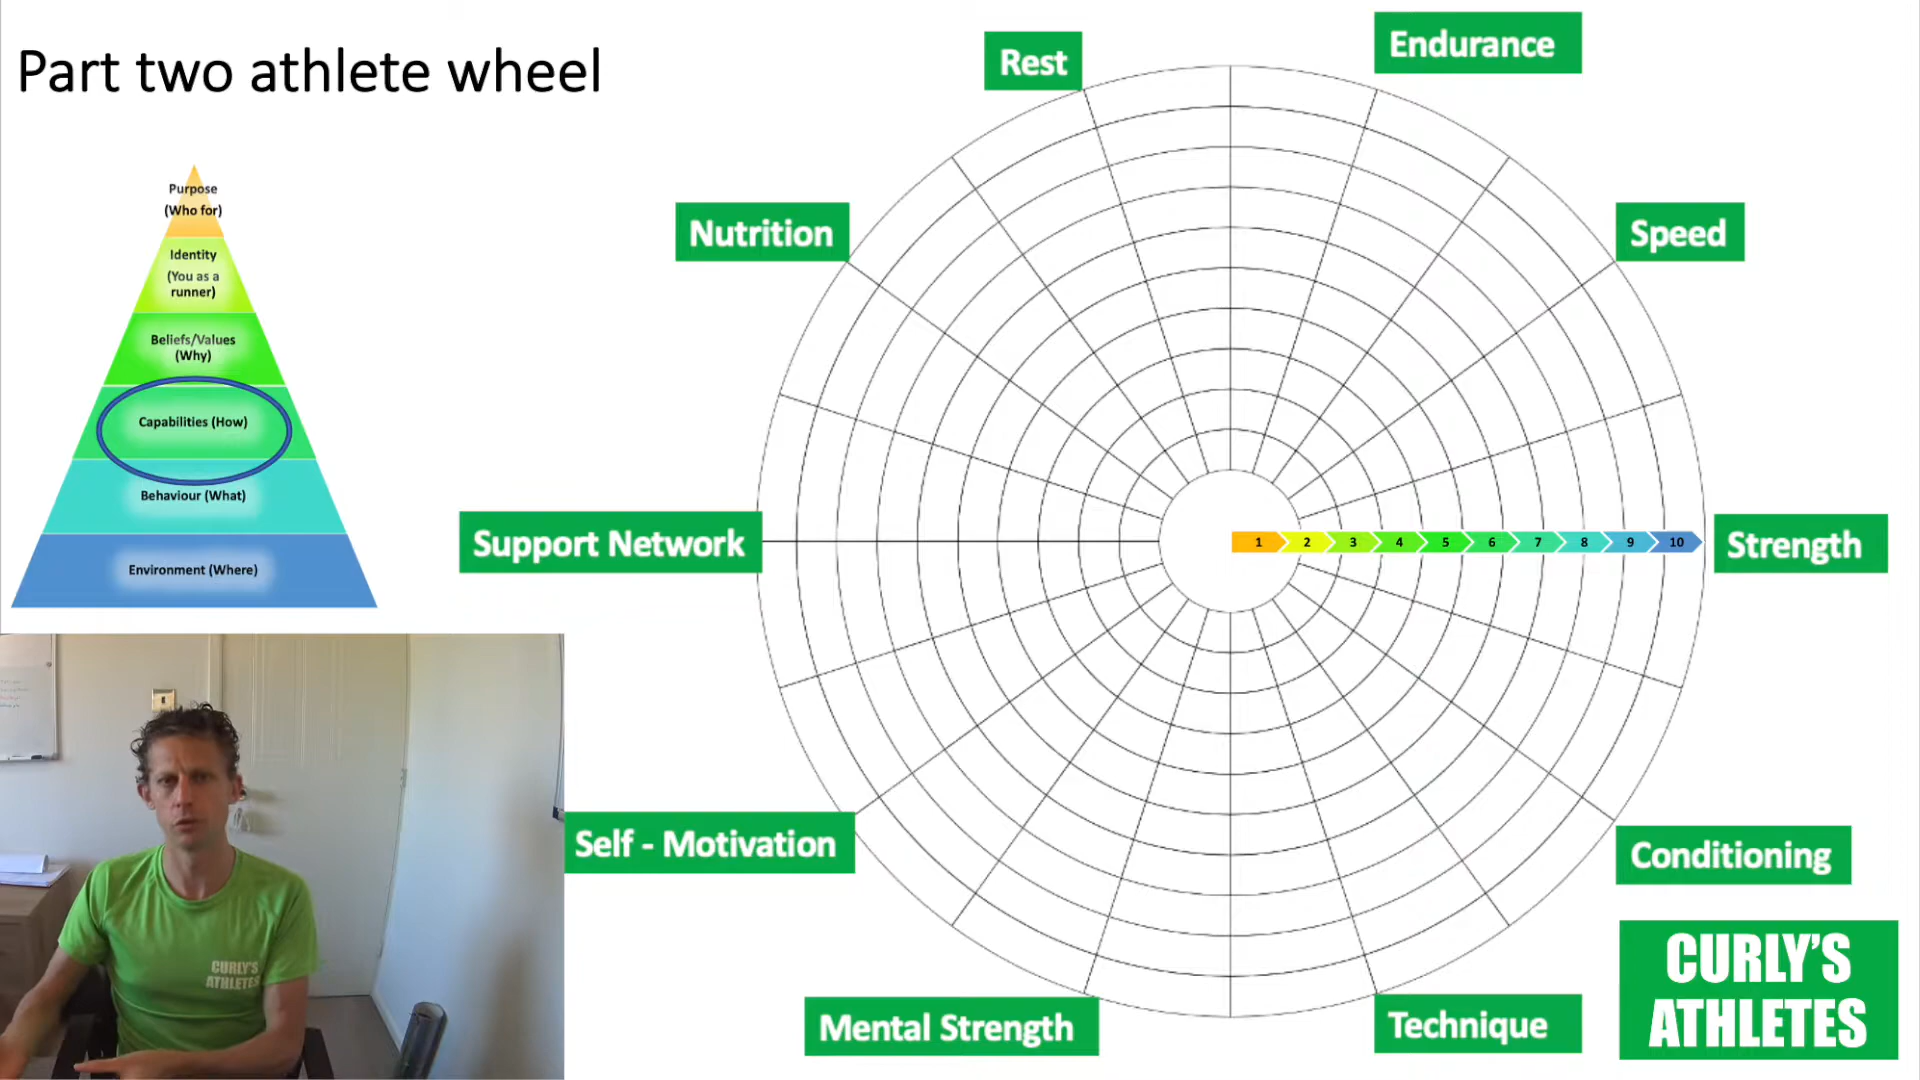 Part two athlete wheel
Purpose
(Who for)
Identity
(You as a
runner)
Beliefs/Values
(Why)
Capabilities (How)
Behaviour (What)
Environment (Where)
Rest
Endurance
Nutrition
Speed
Support Network
1 2 3 4 5 6 7 8 9 10
Strength
Self - Motivation
Conditioning
Mental Strength
Technique
CURLY'S
ATHLETES
CURLY'S
ATHLETES